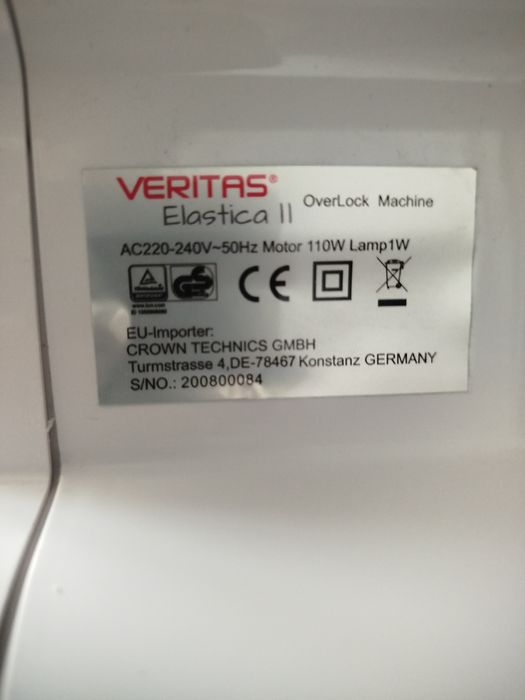 VERITAS®
Elastica II
OverLock Machine
AC220-240V~50Hz Motor 110W Lamp1W
CE
EU-Importer:
CROWN TECHNICS GMBH
Turmstrasse 4,DE-78467 Konstanz GERMANY
S/NO.: 200800084